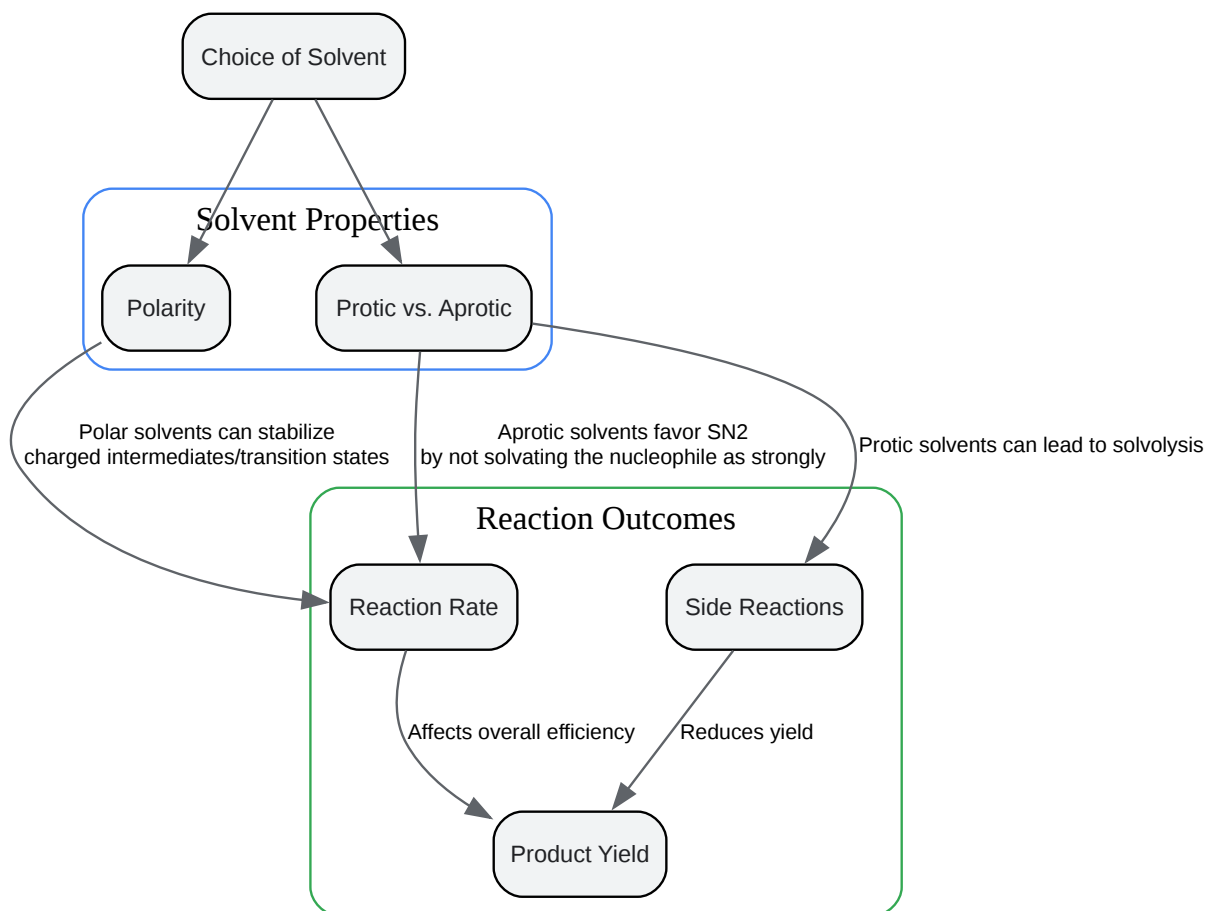 Choice of Solvent
Solvent Properties
Polarity
Protic vs. Aprotic
Polar solvents can stabilize
charged intermediates/transition states
Aprotic solvents favor SN2
by not solvating the nucleophile as strongly
Protic solvents can lead to solvolysis
Reaction Outcomes
Reaction Rate
Side Reactions
Affects overall efficiency
Reduces yield
Product Yield